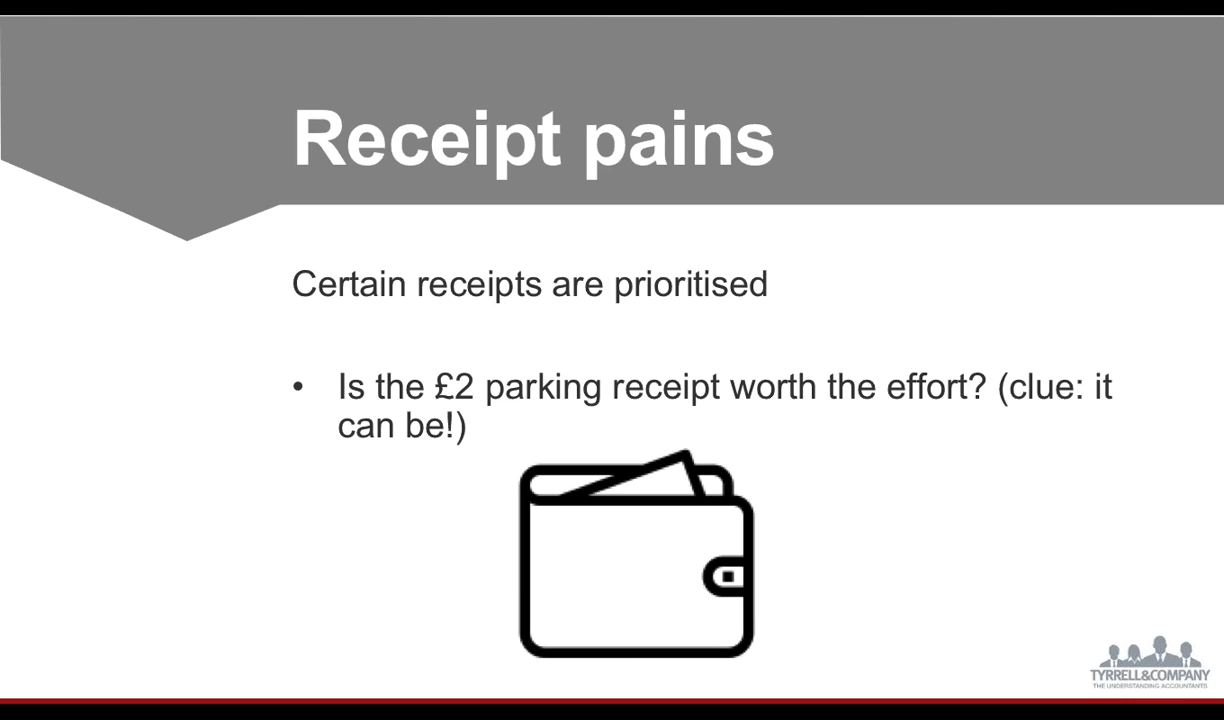 Receipt pains
Certain receipts are prioritised
• Is the £2 parking receipt worth the effort? (clue: it
can be!)
TYRRELL&COMPANY
THE UNDERSTANDING ACCOUNTANTS